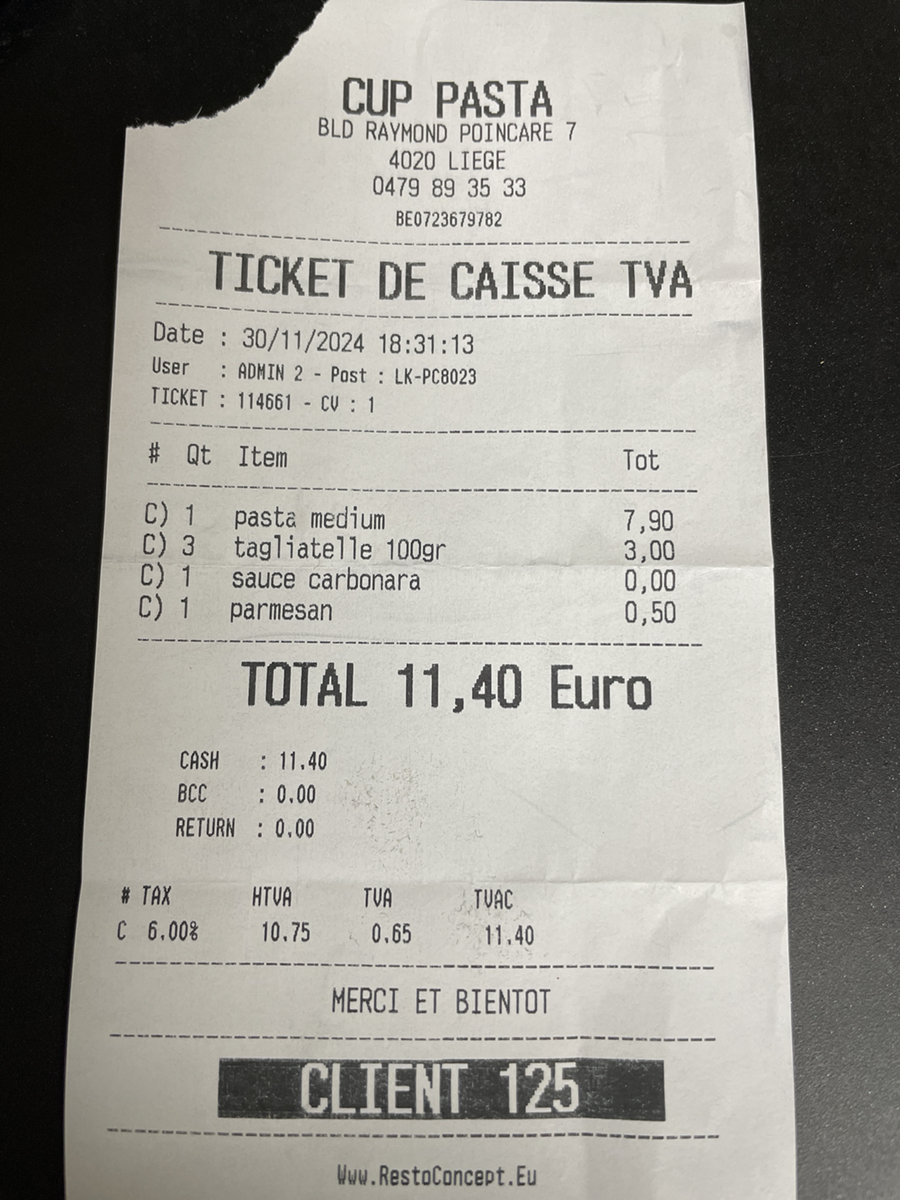 CUP PASTA
BLD RAYMOND POINCARE 7
4020 LIEGE
0479 89 35 33
BE0723679782
TICKET DE CAISSE TVA
Date : 30/11/2024 18:31:13
User : ADMIN 2 - Post : LK-PC8023
TICKET : 114661 - CV : 1
# Qt Item Tot
C) 1 pasta medium 7,90
C) 3 tagliatelle 100gr 3,00
C) 1 sauce carbonara 0,00
C) 1 parmesan 0,50
TOTAL 11,40 Euro
CASH : 11.40
BCC : 0.00
RETURN : 0.00
# TAX HTVA TVA TVAC
C 6.00% 10.75 0.65 11.40
MERCI ET BIENTOT
CLIENT 125
Www.RestoConcept.Eu